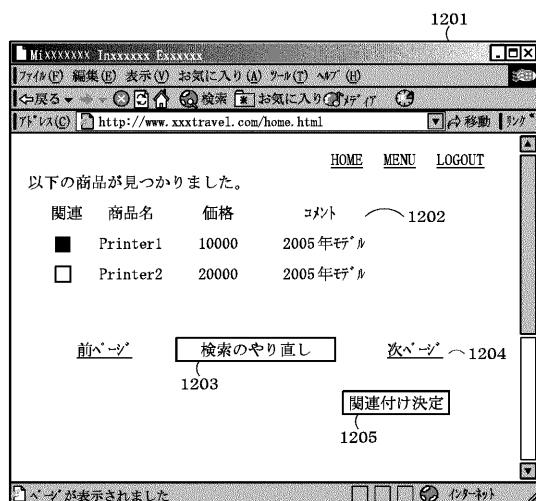 1201
Mixxxxxxx Inxxxxxx Exxxxxx
ファイル(F) 編集(E) 表示(V) お気に入り(A) ツール(T) ヘルプ(H)
戻る 検索 お気に入り メディア
アドレス(C) http://www.xxxtravel.com/home.html 移動 リンク
HOME MENU LOGOUT
以下の商品が見つかりました。
関連 商品名 価格 コメント 1202
Printer1 10000 2005年モデル
Printer2 20000 2005年モデル
前ページ 検索のやり直し 次ページ 1204
1203
関連付け決定
1205
ページが表示されました インターネット